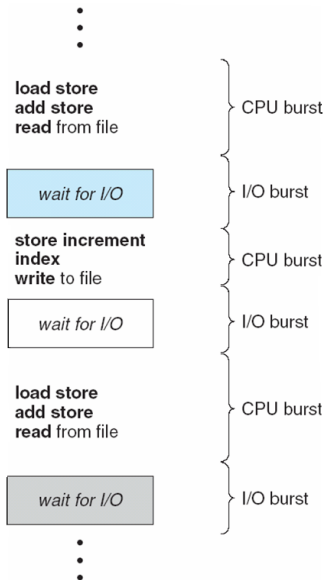 load store
add store
read from file
CPU burst
wait for I/O
I/O burst
store increment
index
write to file
CPU burst
wait for I/O
I/O burst
load store
add store
read from file
CPU burst
wait for I/O
I/O burst